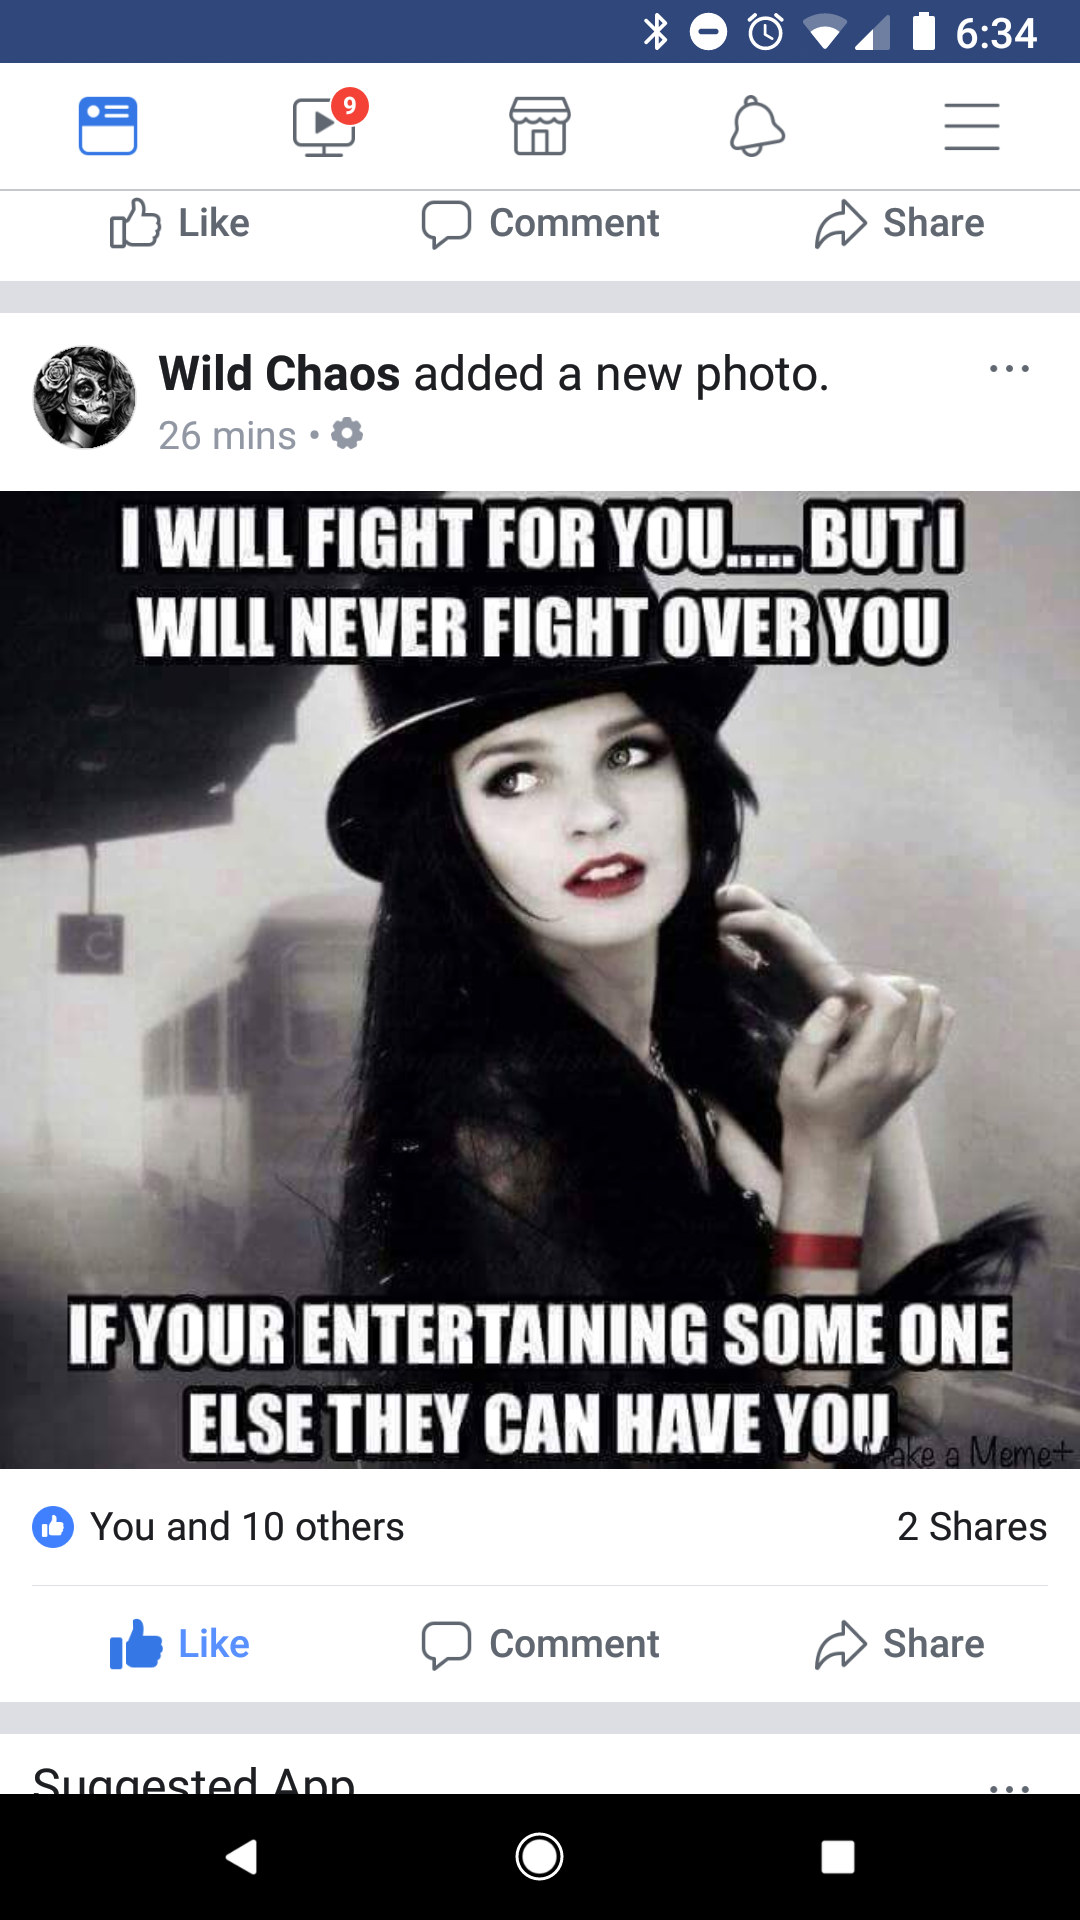 6:34
9
Like Comment Share
Wild Chaos added a new photo.
26 mins •
I WILL FIGHT FOR YOU..... BUT I
WILL NEVER FIGHT OVER YOU
C
IF YOUR ENTERTAINING SOME ONE
ELSE THEY CAN HAVE YOU
Make a Meme+
You and 10 others 2 Shares
Like Comment Share
Suggested App